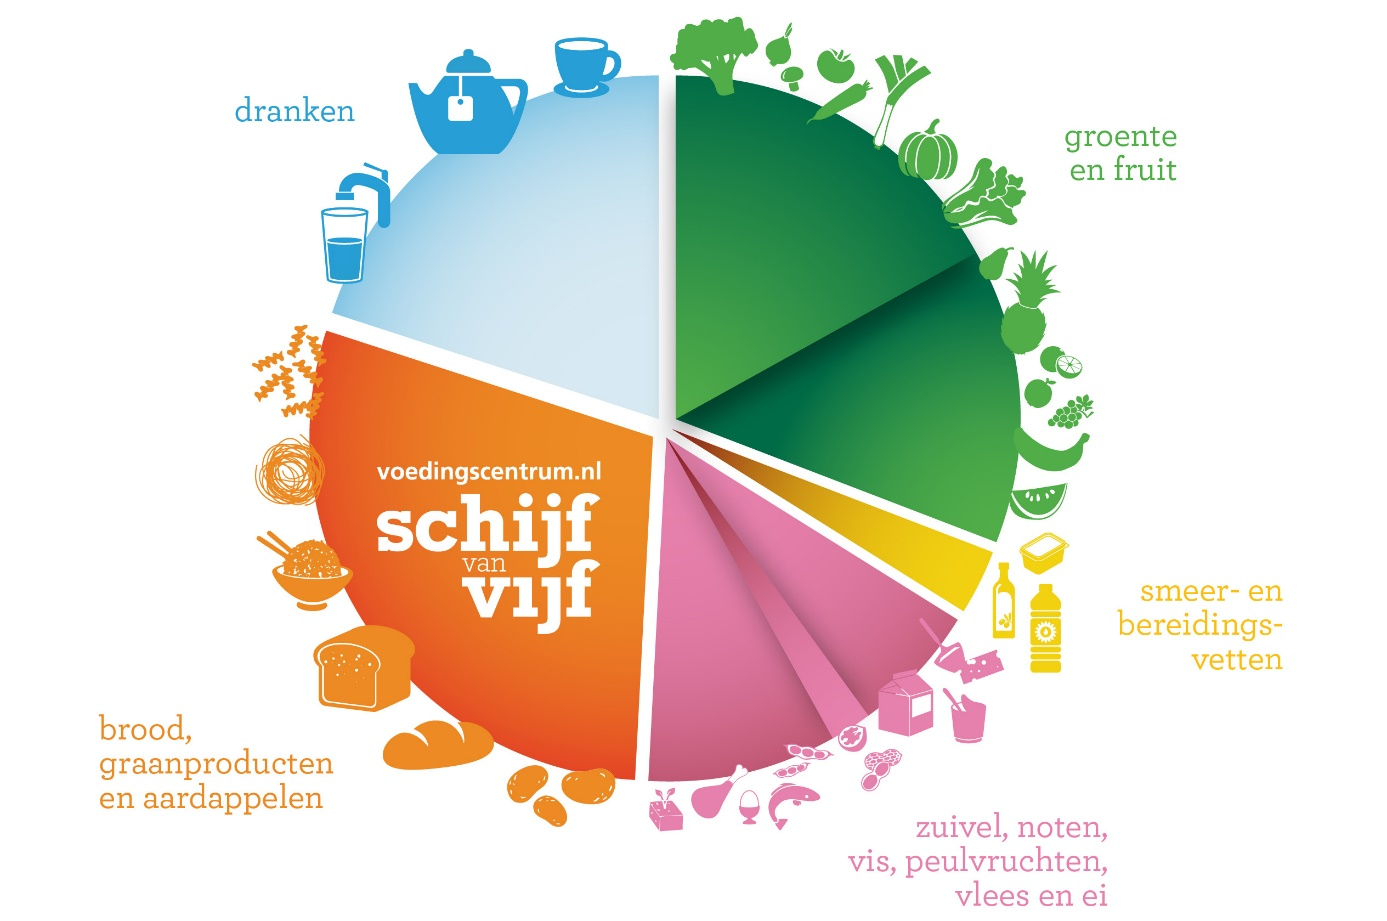 dranken
groente
en fruit
voedingscentrum.nl
schijf
van
vijf
smeer- en
bereidings-
vetten
brood,
graanproducten
en aardappelen
zuivel, noten,
vis, peulvruchten,
vlees en ei